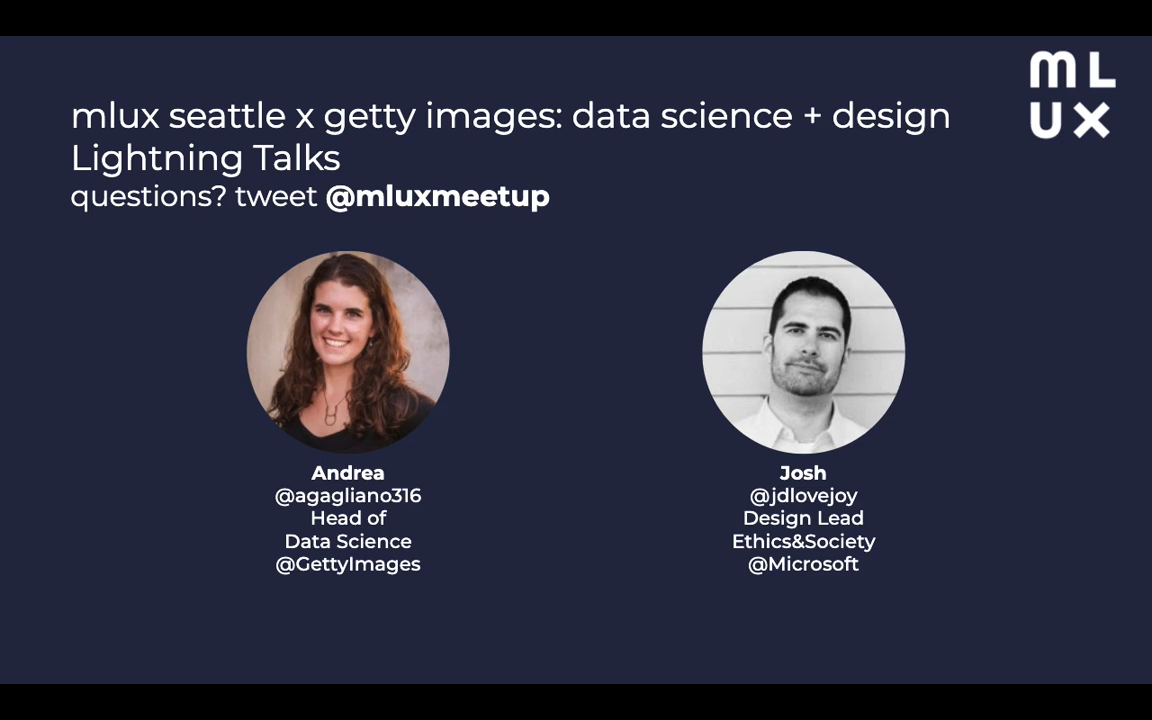 mlux seattle x getty images: data science + design
Lightning Talks
questions? tweet @mluxmeetup
mL
UX
Andrea
@agagliano316
Head of
Data Science
@GettyImages
Josh
@jdlovejoy
Design Lead
Ethics&Society
@Microsoft